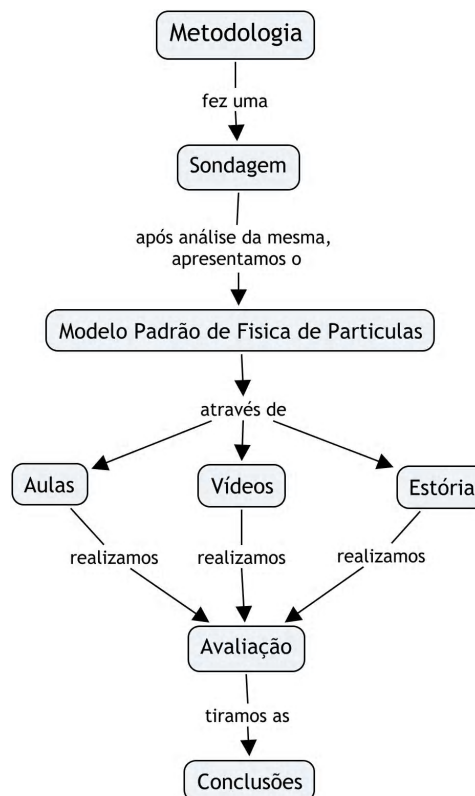 Metodologia
fez uma
Sondagem
após análise da mesma,
apresentamos o
Modelo Padrão de Fisica de Particulas
através de
Aulas
Vídeos
Estória
realizamos
realizamos
realizamos
Avaliação
tiramos as
Conclusões